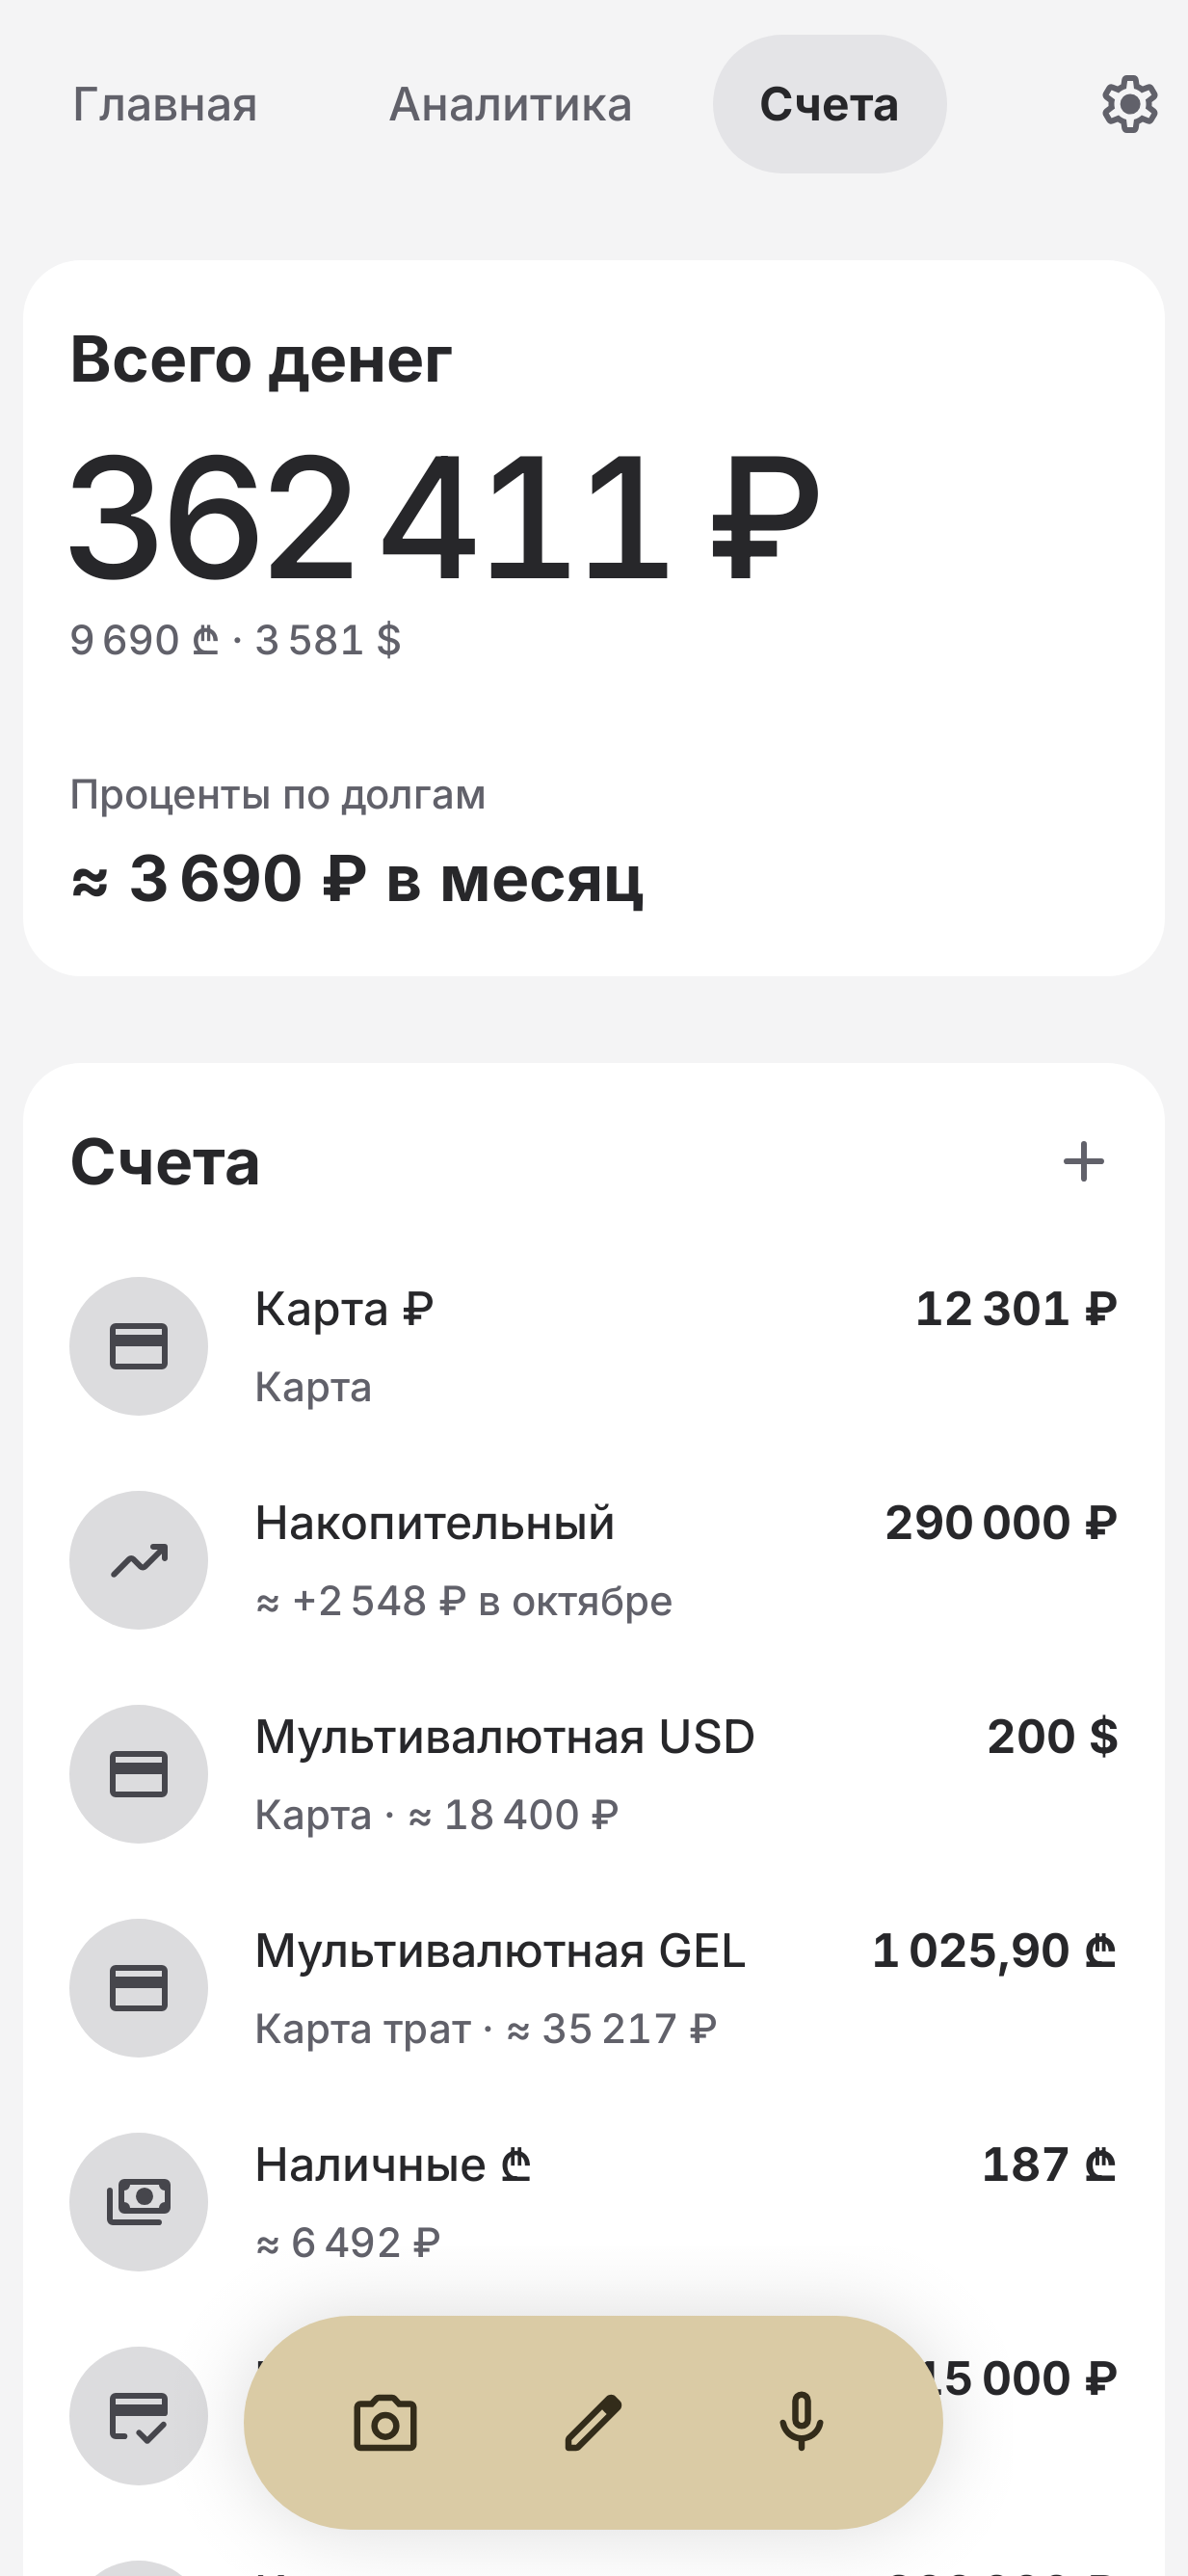 Главная Аналитика Счета
Всего денег
362 411 ₽
9 690 ₾ · 3 581 $
Проценты по долгам
≈ 3 690 ₽ в месяц
Счета
Карта ₽ 12 301 ₽
Карта
Накопительный 290 000 ₽
≈ +2 548 ₽ в октябре
Мультивалютная USD 200 $
Карта · ≈ 18 400 ₽
Мультивалютная GEL 1 025,90 ₾
Карта трат · ≈ 35 217 ₽
Наличные ₾ 187 ₾
≈ 6 492 ₽
15 000 ₽